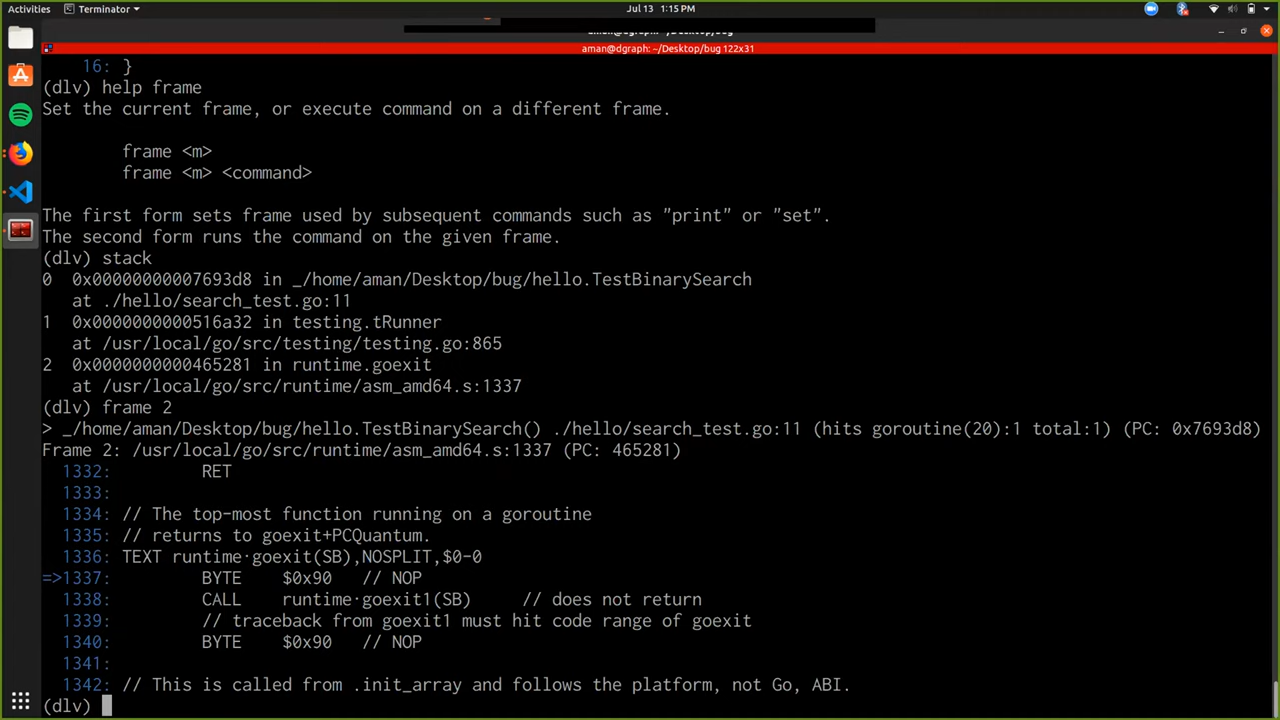 Activities
Terminator
Jul 13 1:15 PM
aman@dgraph: ~/Desktop/bug
aman@dgraph: ~/Desktop/bug 122x31
16: }
(dlv) help frame
Set the current frame, or execute command on a different frame.
frame <m>
frame <m> <command>
The first form sets frame used by subsequent commands such as "print" or "set".
The second form runs the command on the given frame.
(dlv) stack
0 0x00000000007693d8 in _/home/aman/Desktop/bug/hello.TestBinarySearch
at ./hello/search_test.go:11
1 0x0000000000516a32 in testing.tRunner
at /usr/local/go/src/testing/testing.go:865
2 0x0000000000465281 in runtime.goexit
at /usr/local/go/src/runtime/asm_amd64.s:1337
(dlv) frame 2
> _/home/aman/Desktop/bug/hello.TestBinarySearch() ./hello/search_test.go:11 (hits goroutine(20):1 total:1) (PC: 0x7693d8)
Frame 2: /usr/local/go/src/runtime/asm_amd64.s:1337 (PC: 465281)
1332: RET
1333:
1334: // The top-most function running on a goroutine
1335: // returns to goexit+PCQuantum.
1336: TEXT runtime·goexit(SB),NOSPLIT,$0-0
=>1337: BYTE $0x90 // NOP
1338: CALL runtime·goexit1(SB) // does not return
1339: // traceback from goexit1 must hit code range of goexit
1340: BYTE $0x90 // NOP
1341:
1342: // This is called from .init_array and follows the platform, not Go, ABI.
(dlv)